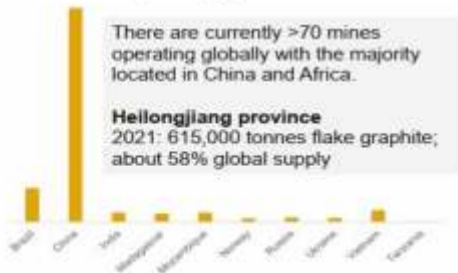 There are currently >70 mines
operating globally with the majority
located in China and Africa.
Heilongjiang province
2021: 615,000 tonnes flake graphite;
about 58% global supply
Brazil
China
India
Madagascar
Mozambique
Norway
Russia
Ukraine
Vietnam
Tanzania